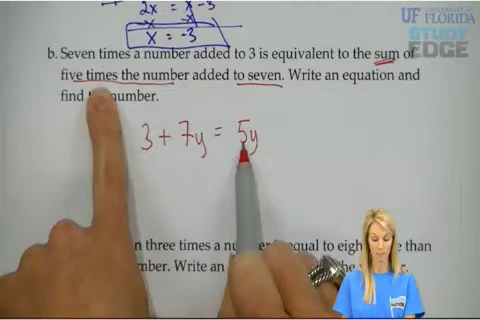 2x = x - 3
x = -3
UF FLORIDA
STUDY
EDGE
b. Seven times a number added to 3 is equivalent to the sum of
five times the number added to seven. Write an equation and
find number.
3 + 7y = 5y
n three times a nu equal to eigh than
mber. Write an